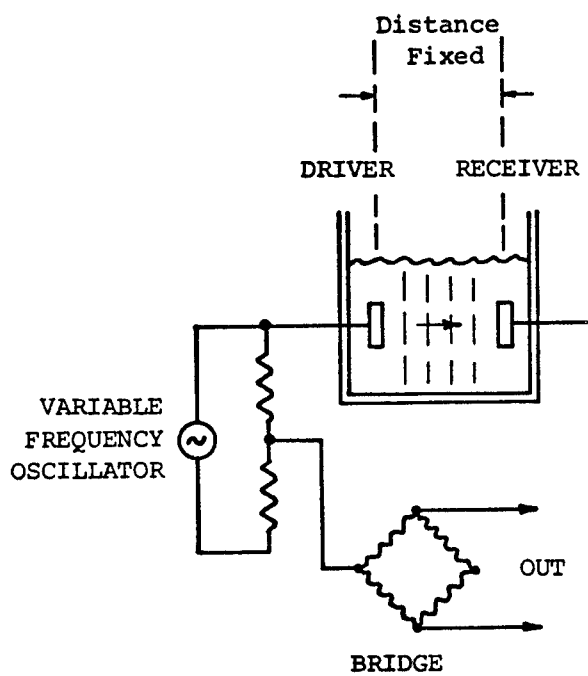 Distance
Fixed
DRIVER
RECEIVER
VARIABLE
FREQUENCY
OSCILLATOR
OUT
BRIDGE